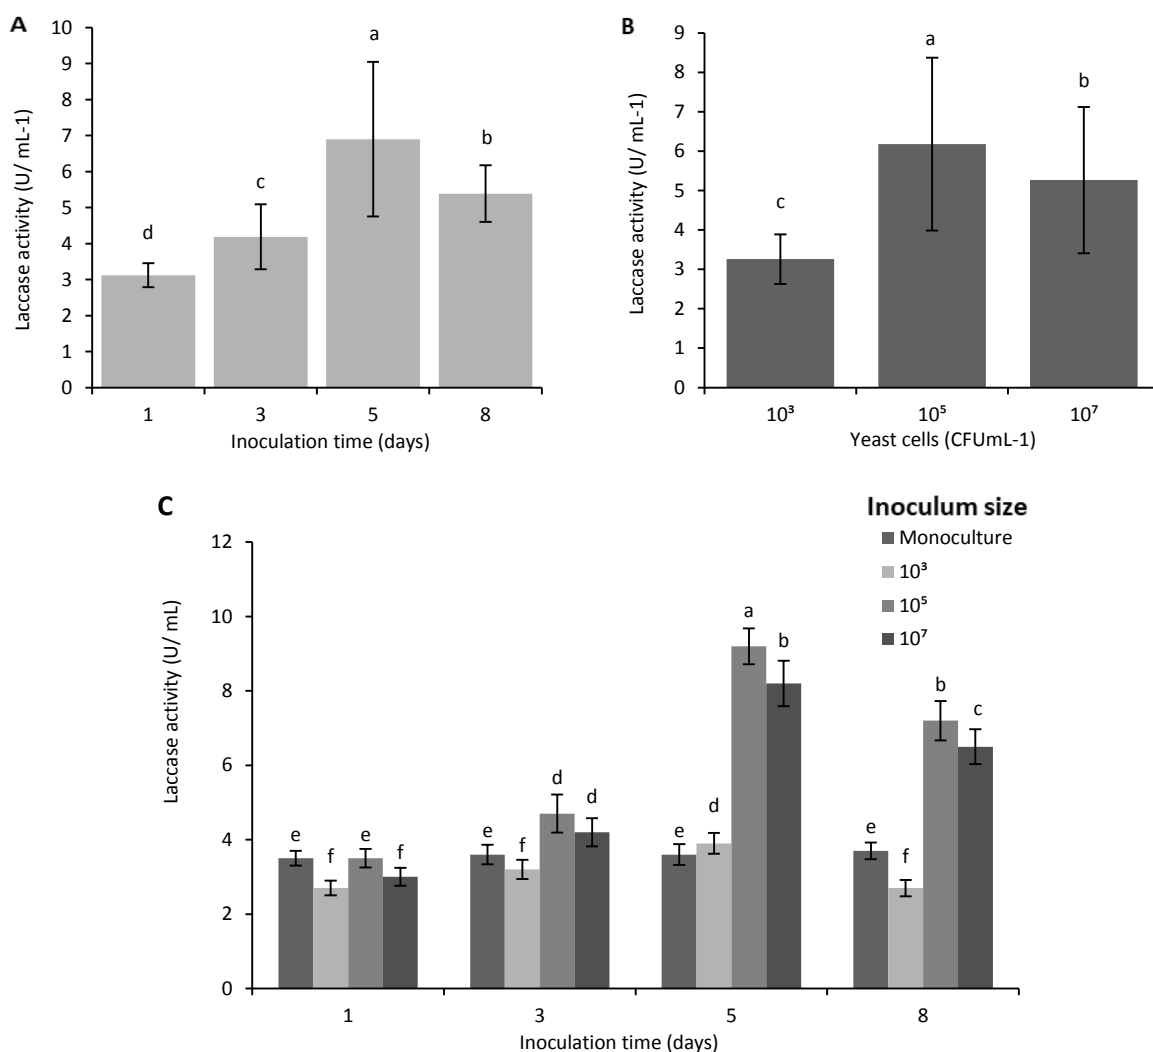 A
Laccase activity (U/ mL-1)
10
9
8
7
6
5
4
3
2
1
0
d
c
a
b
1 3 5 8
Inoculation time (days)
B
Laccase activity (U/ mL-1)
9
8
7
6
5
4
3
2
1
0
c
a
b
10³ 10⁵ 10⁷
Yeast cells (CFUmL-1)
C
Inoculum size
Monoculture
10³
10⁵
10⁷
Laccase activity (U/ mL)
12
10
8
6
4
2
0
e f e f
e f d d
e d a b
e f b c
1 3 5 8
Inoculation time (days)